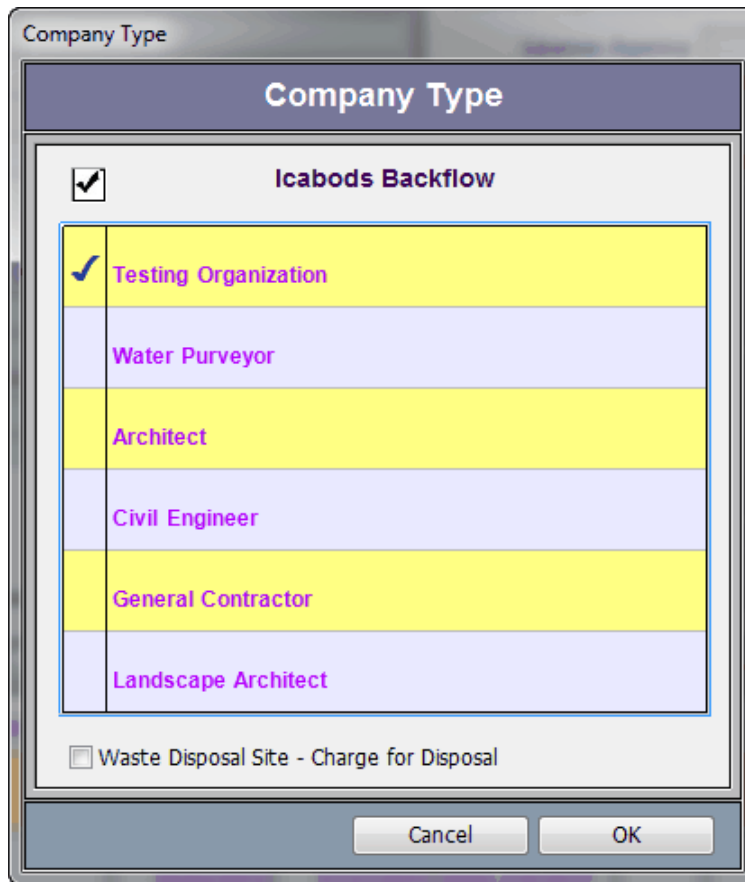 Company Type
Company Type
Icabods Backflow
Testing Organization
Water Purveyor
Architect
Civil Engineer
General Contractor
Landscape Architect
Waste Disposal Site - Charge for Disposal
Cancel
OK